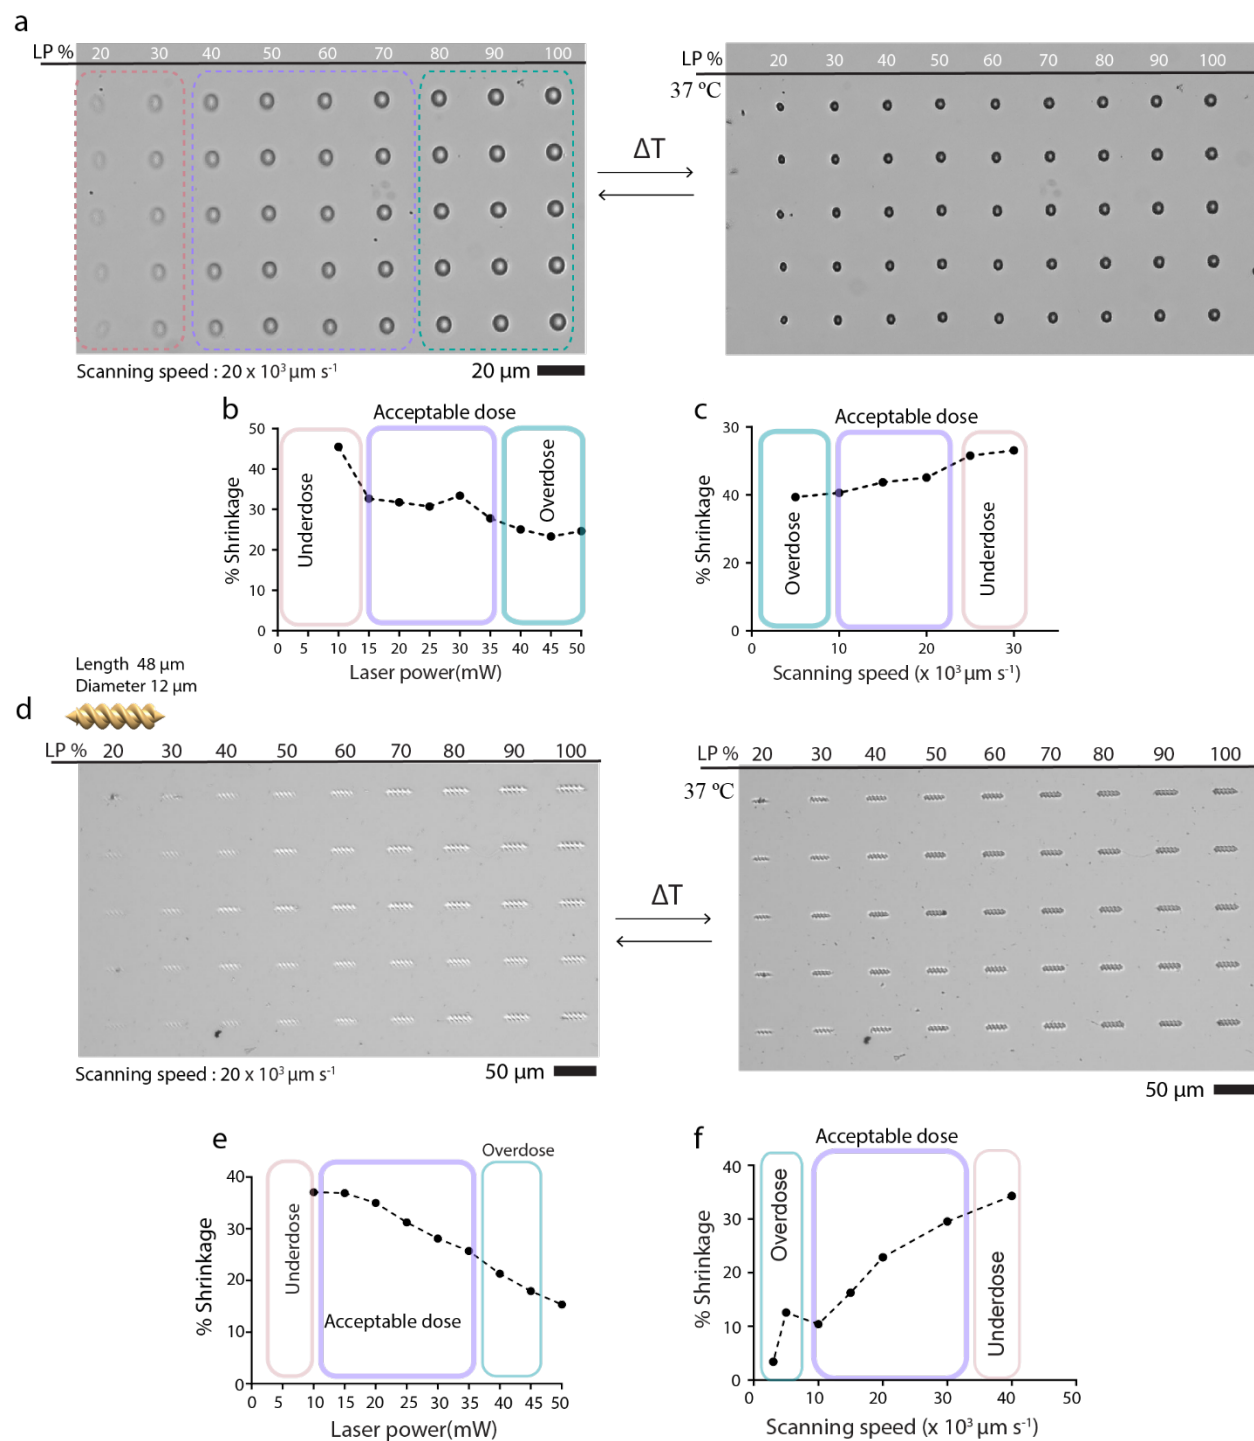 a
LP % 20 30 40 50 60 70 80 90 100
LP % 20 30 40 50 60 70 80 90 100
37 ºC
ΔT
Scanning speed : 20 x 10³ µm s⁻¹
20 µm
b
Acceptable dose
50
40
30
20
10
0
% Shrinkage
Underdose
Overdose
0 5 10 15 20 25 30 35 40 45 50
Laser power(mW)
c
Acceptable dose
30
40
20
0
% Shrinkage
Overdose
Underdose
0 10 20 30
Scanning speed (x 10³ µm s⁻¹)
Length 48 µm
Diameter 12 µm
d
LP % 20 30 40 50 60 70 80 90 100
LP % 20 30 40 50 60 70 80 90 100
37 ºC
ΔT
Scanning speed : 20 x 10³ µm s⁻¹
50 µm
50 µm
e
Overdose
40
30
20
10
0
% Shrinkage
Underdose
Acceptable dose
0 5 10 15 20 25 30 35 40 45 50
Laser power(mW)
f
Acceptable dose
40
30
20
10
0
% Shrinkage
Overdose
Underdose
0 10 20 30 40 50
Scanning speed (x 10³ µm s⁻¹)